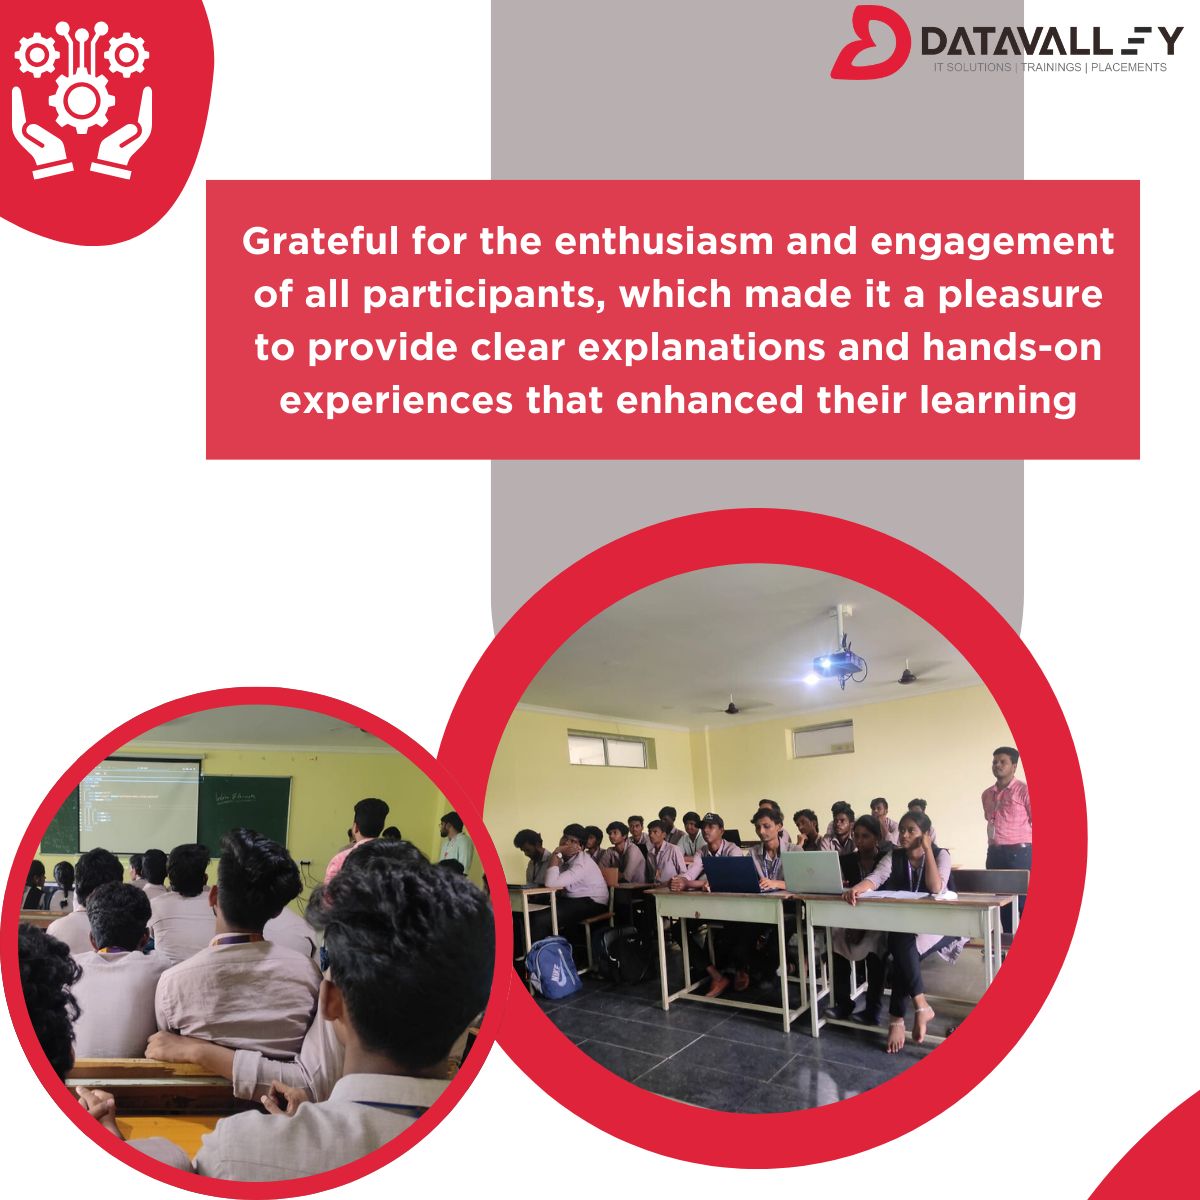 DATAVALLEY
IT SOLUTIONS | TRAININGS | PLACEMENTS
Grateful for the enthusiasm and engagement
of all participants, which made it a pleasure
to provide clear explanations and hands-on
experiences that enhanced their learning
NIKE